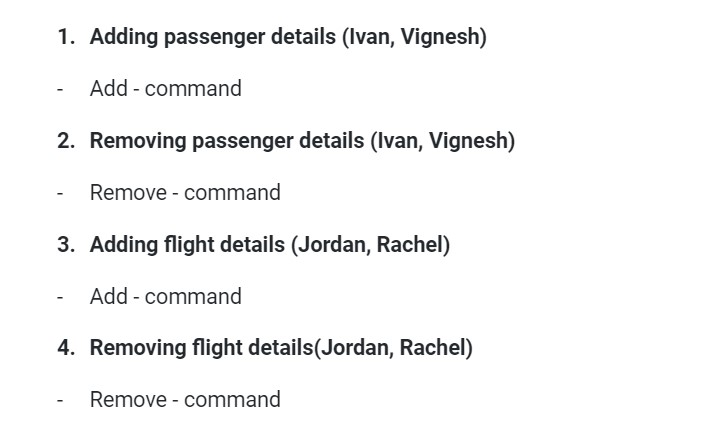 1. Adding passenger details (Ivan, Vignesh)
- Add - command
2. Removing passenger details (Ivan, Vignesh)
- Remove - command
3. Adding flight details (Jordan, Rachel)
- Add - command
4. Removing flight details(Jordan, Rachel)
- Remove - command